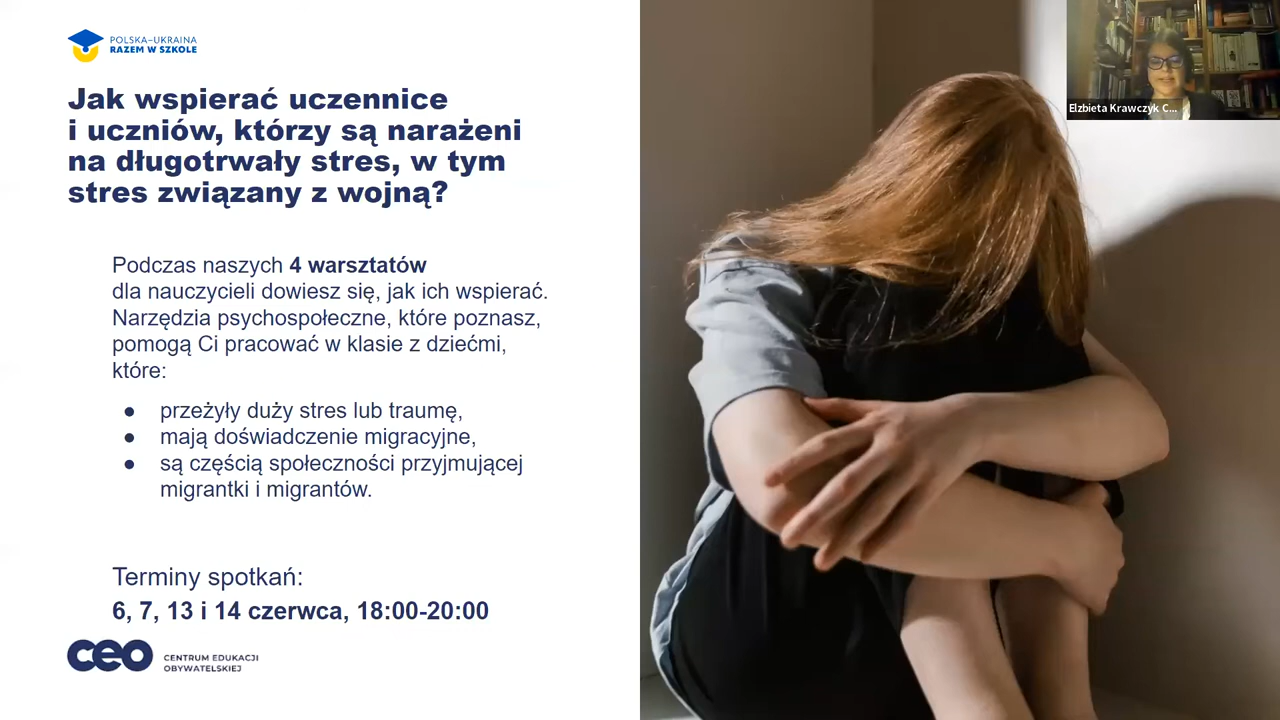 POLSKA–UKRAINA
RAZEM W SZKOLE
Jak wspierać uczennice
i uczniów, którzy są narażeni
na długotrwały stres, w tym
stres związany z wojną?
Podczas naszych 4 warsztatów
dla nauczycieli dowiesz się, jak ich wspierać.
Narzędzia psychospołeczne, które poznasz,
pomogą Ci pracować w klasie z dziećmi,
które:
● przeżyły duży stres lub traumę,
● mają doświadczenie migracyjne,
● są częścią społeczności przyjmującej
migrantki i migrantów.
Terminy spotkań:
6, 7, 13 i 14 czerwca, 18:00-20:00
ceo
CENTRUM EDUKACJI
OBYWATELSKIEJ
Elzbieta Krawczyk C...